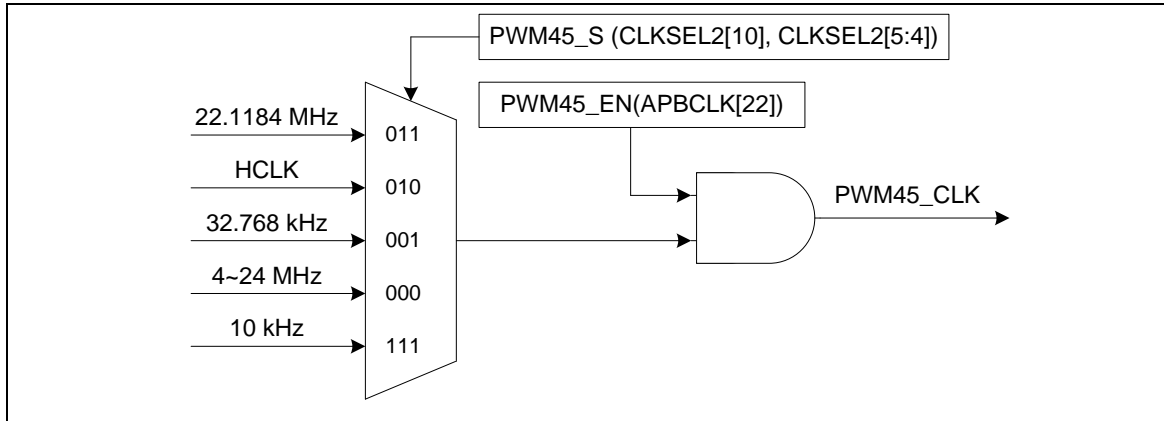 PWM45_S (CLKSEL2[10], CLKSEL2[5:4])
PWM45_EN(APBCLK[22])
22.1184 MHz
011
HCLK
010
PWM45_CLK
32.768 kHz
001
4~24 MHz
000
10 kHz
111